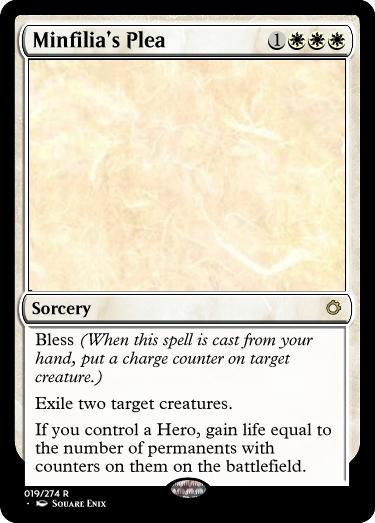 Minfilia's Plea 1
Sorcery
Bless (When this spell is cast from your
hand, put a charge counter on target
creature.)
Exile two target creatures.
If you control a Hero, gain life equal to
the number of permanents with
counters on them on the battlefield.
019/274 R
· Square Enix